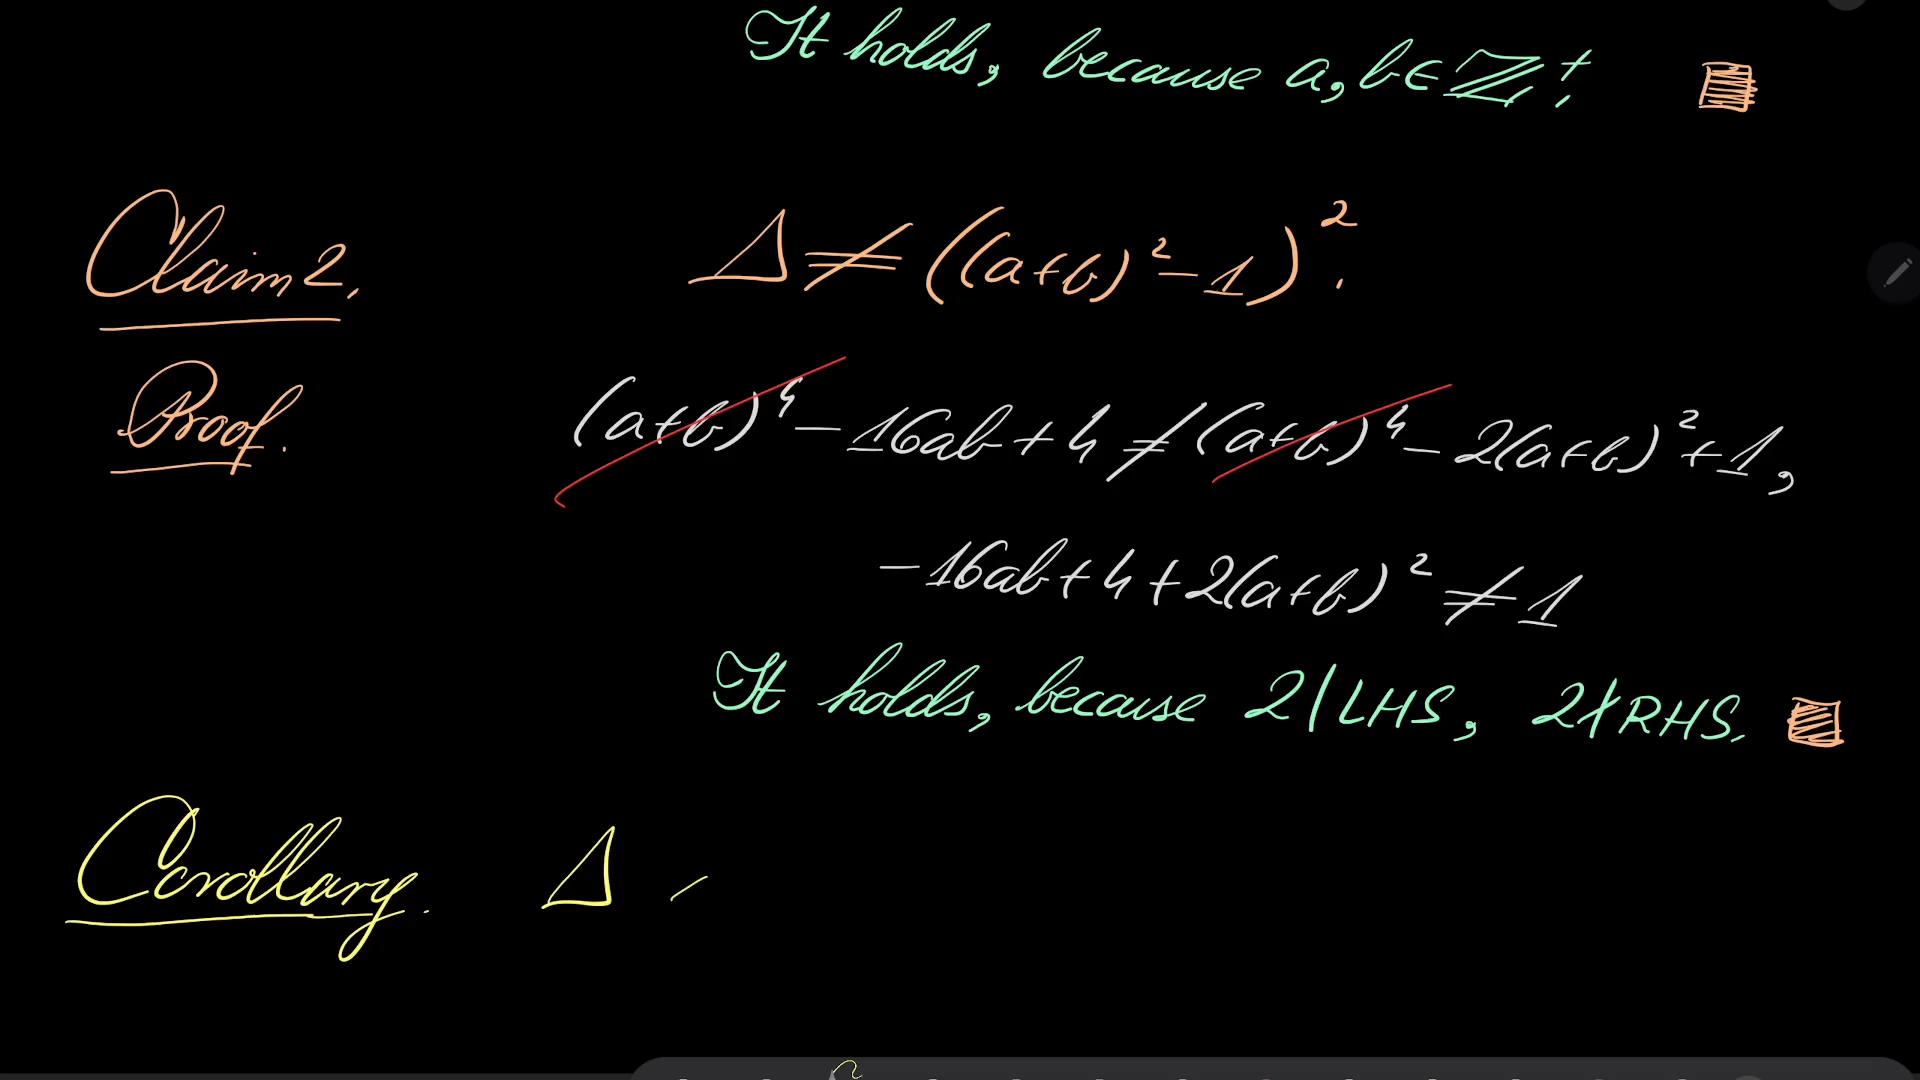 It holds, because a, b ∈ ℤ!
Claim 2. Δ ≠ ((a+b)² - 1)².
Proof. (a+b)⁴ - 16ab + 4 ≠ (a+b)⁴ - 2(a+b)² + 1,
-16ab + 4 + 2(a+b)² ≠ 1
It holds, because 2 | LHS, 2 ∤ RHS.
Corollary. Δ